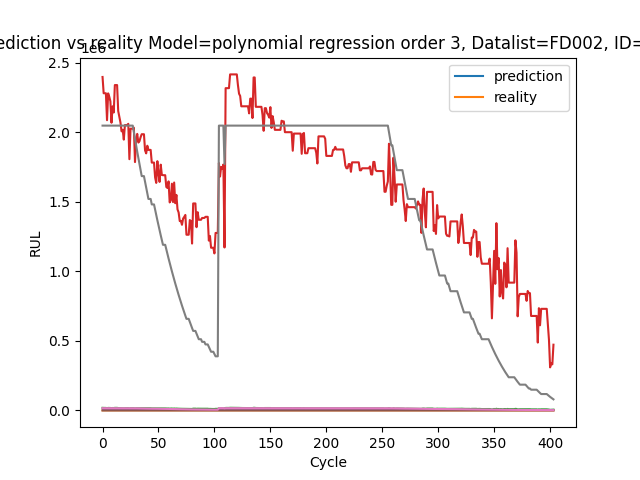 ediction vs reality Model=polynomial regression order 3, Datalist=FD002, ID=
1e6
2.5
2.0
1.5
1.0
0.5
0.0
RUL
prediction
reality
0 50 100 150 200 250 300 350 400
Cycle